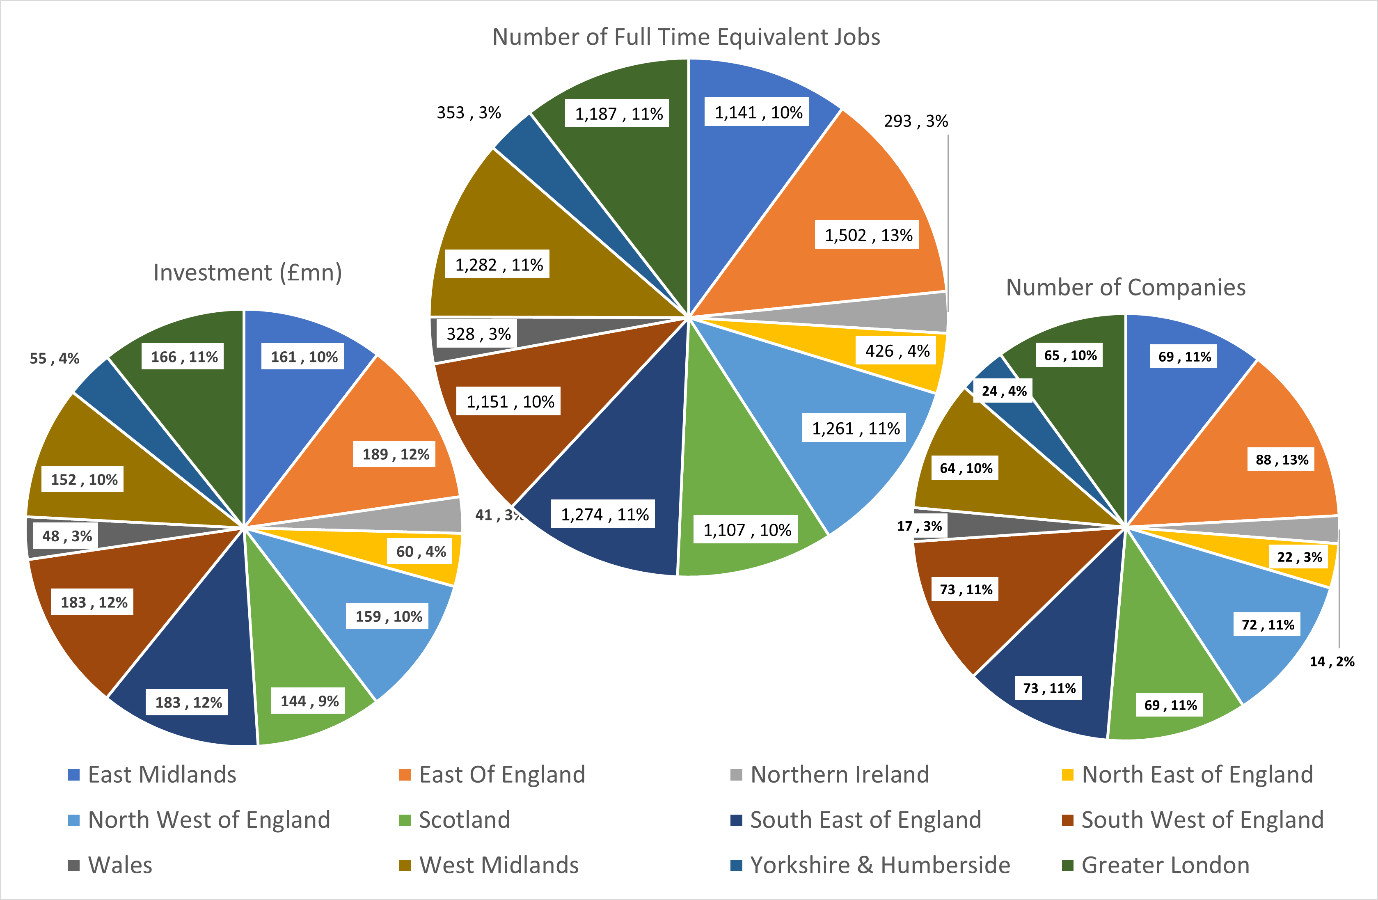 Number of Full Time Equivalent Jobs
1,187 , 11%
1,141 , 10%
353 , 3%
293 , 3%
1,502 , 13%
1,282 , 11%
328 , 3%
426 , 4%
1,151 , 10%
1,261 , 11%
1,274 , 11%
1,107 , 10%
Investment (£mn)
166 , 11%
161 , 10%
55 , 4%
189 , 12%
152 , 10%
41 , 3%
48 , 3%
60 , 4%
183 , 12%
159 , 10%
183 , 12%
144 , 9%
Number of Companies
65 , 10%
69 , 11%
24 , 4%
88 , 13%
64 , 10%
17 , 3%
22 , 3%
73 , 11%
72 , 11%
14 , 2%
73 , 11%
69 , 11%
East Midlands
East Of England
Northern Ireland
North East of England
North West of England
Scotland
South East of England
South West of England
Wales
West Midlands
Yorkshire & Humberside
Greater London